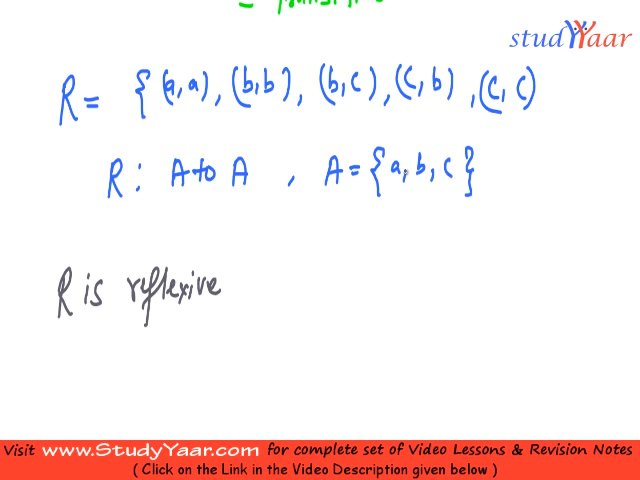 studYYaar
R = { (a,a), (b,b), (b,c), (c,b), (c,c)
R : A to A , A = { a, b, c }
R is reflexive
Visit www.StudyYaar.com for complete set of Video Lessons & Revision Notes
( Click on the Link in the Video Description given below )